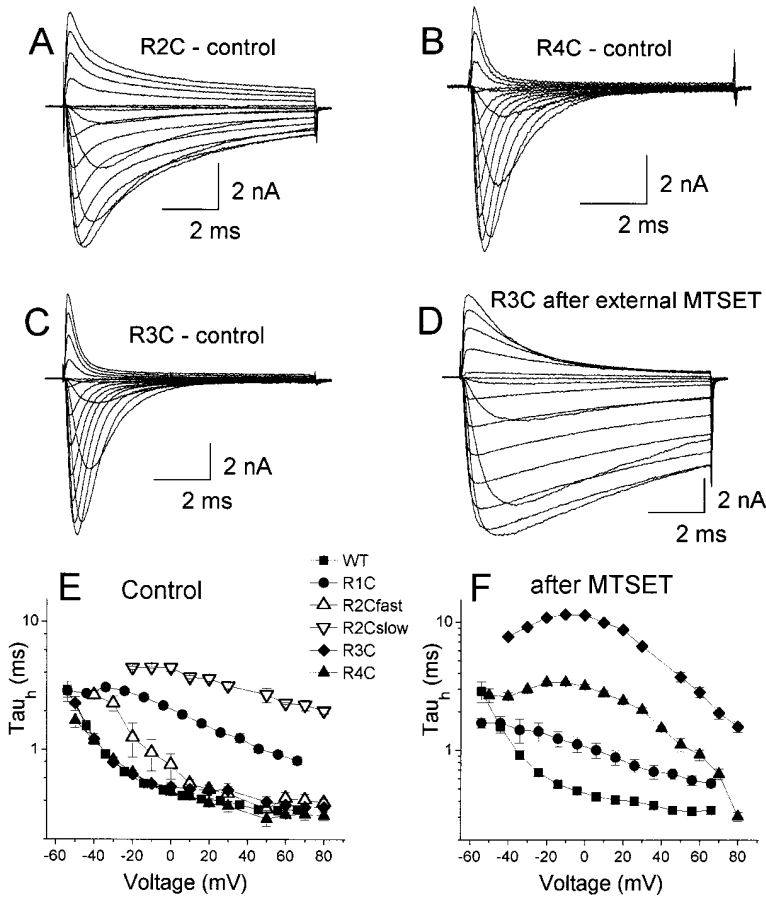 A
R2C - control
2 nA
2 ms
B
R4C - control
2 nA
2 ms
C
R3C - control
2 nA
2 ms
D
R3C after external MTSET
2 nA
2 ms
E
Control
WT
R1C
R2Cfast
R2Cslow
R3C
R4C
Tau_h (ms)
10
1
-60 -40 -20 0 20 40 60 80
Voltage (mV)
F
after MTSET
Tau_h (ms)
10
1
-60 -40 -20 0 20 40 60 80
Voltage (mV)